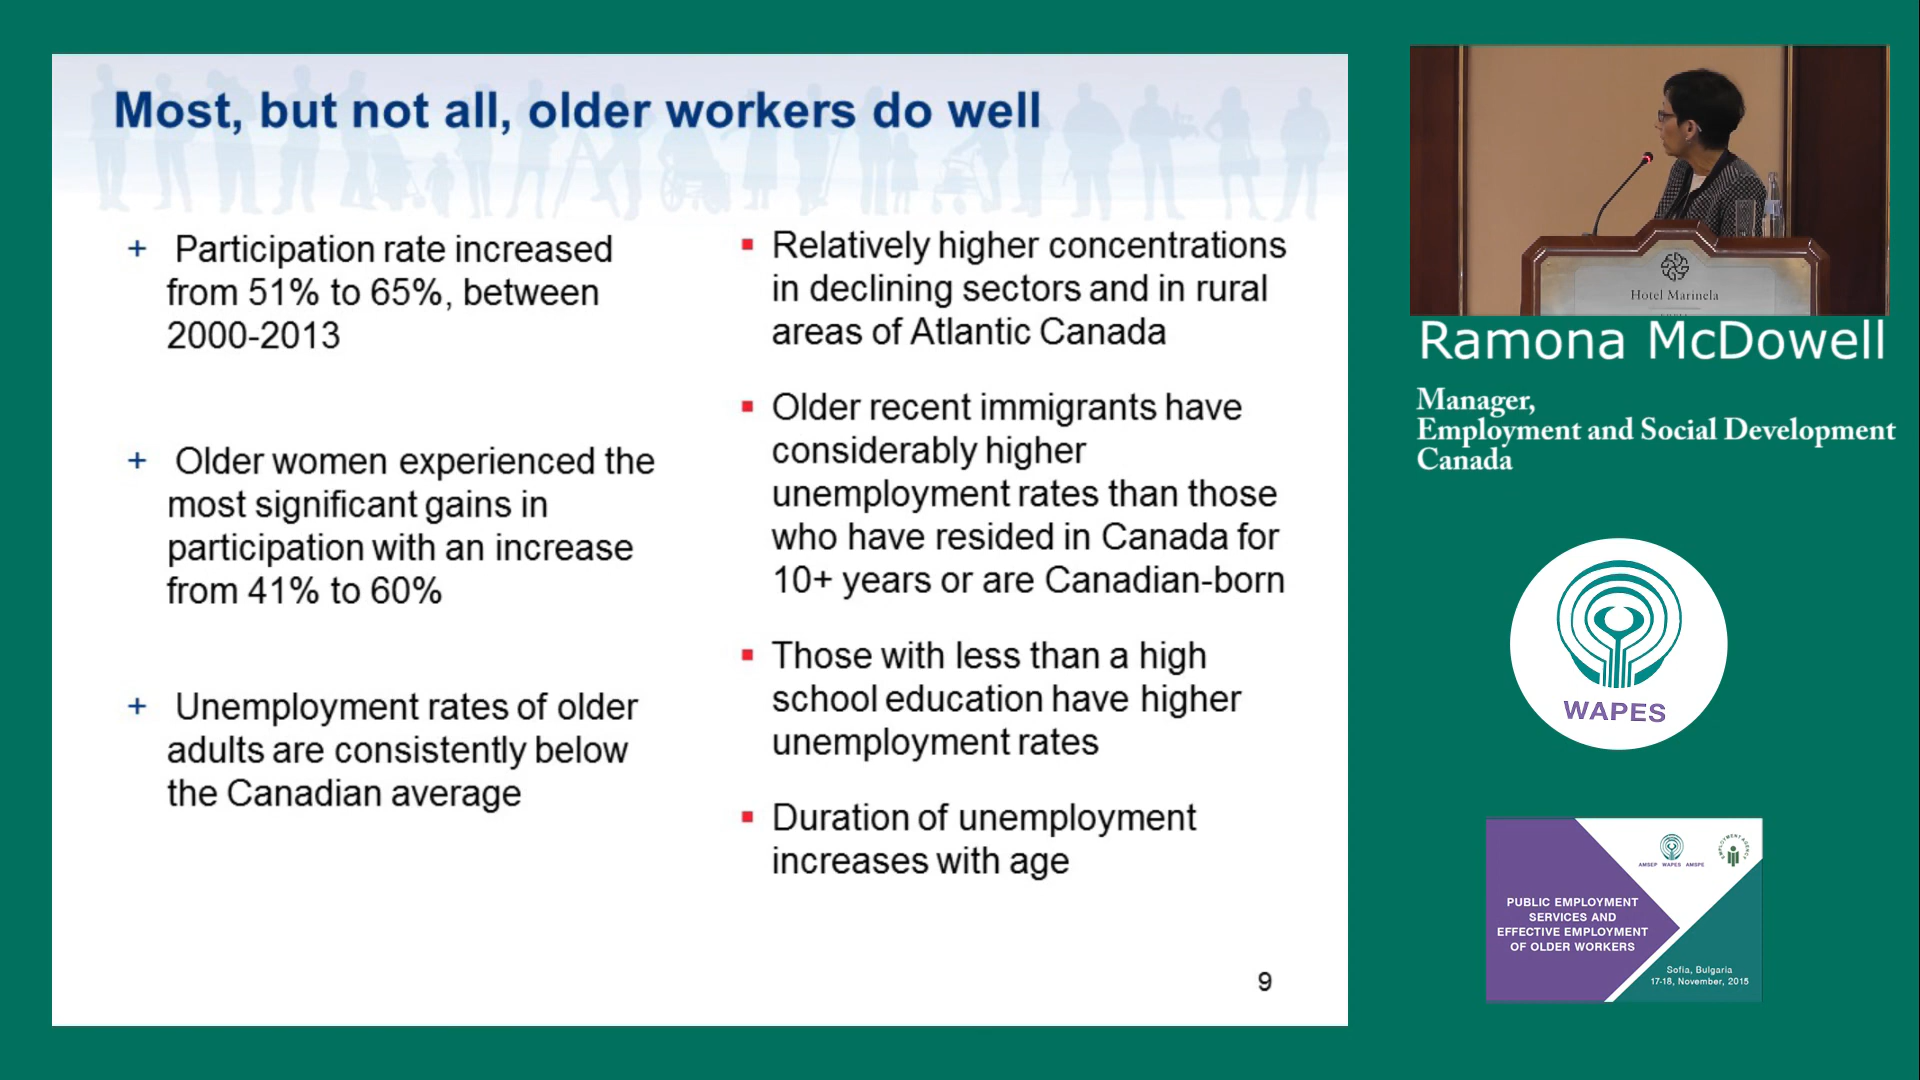 Most, but not all, older workers do well
+ Participation rate increased
from 51% to 65%, between
2000-2013
+ Older women experienced the
most significant gains in
participation with an increase
from 41% to 60%
+ Unemployment rates of older
adults are consistently below
the Canadian average
▪ Relatively higher concentrations
in declining sectors and in rural
areas of Atlantic Canada
▪ Older recent immigrants have
considerably higher
unemployment rates than those
who have resided in Canada for
10+ years or are Canadian-born
▪ Those with less than a high
school education have higher
unemployment rates
▪ Duration of unemployment
increases with age
9
Hotel Marinela
Ramona McDowell
Manager,
Employment and Social Development
Canada
WAPES
AMSEP WAPES AMSPE
EMPLOYMENT AGENCY
PUBLIC EMPLOYMENT
SERVICES AND
EFFECTIVE EMPLOYMENT
OF OLDER WORKERS
Sofia, Bulgaria
17-18, November, 2015